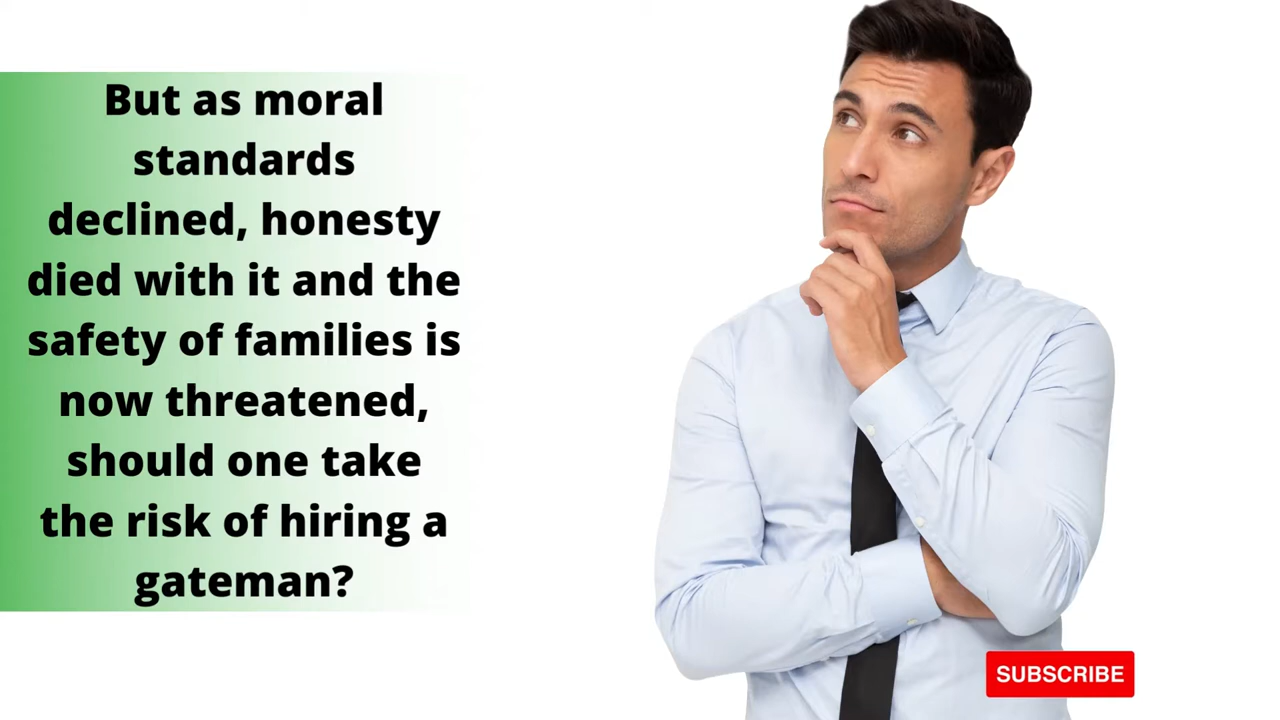 But as moral
standards
declined, honesty
died with it and the
safety of families is
now threatened,
should one take
the risk of hiring a
gateman?
SUBSCRIBE